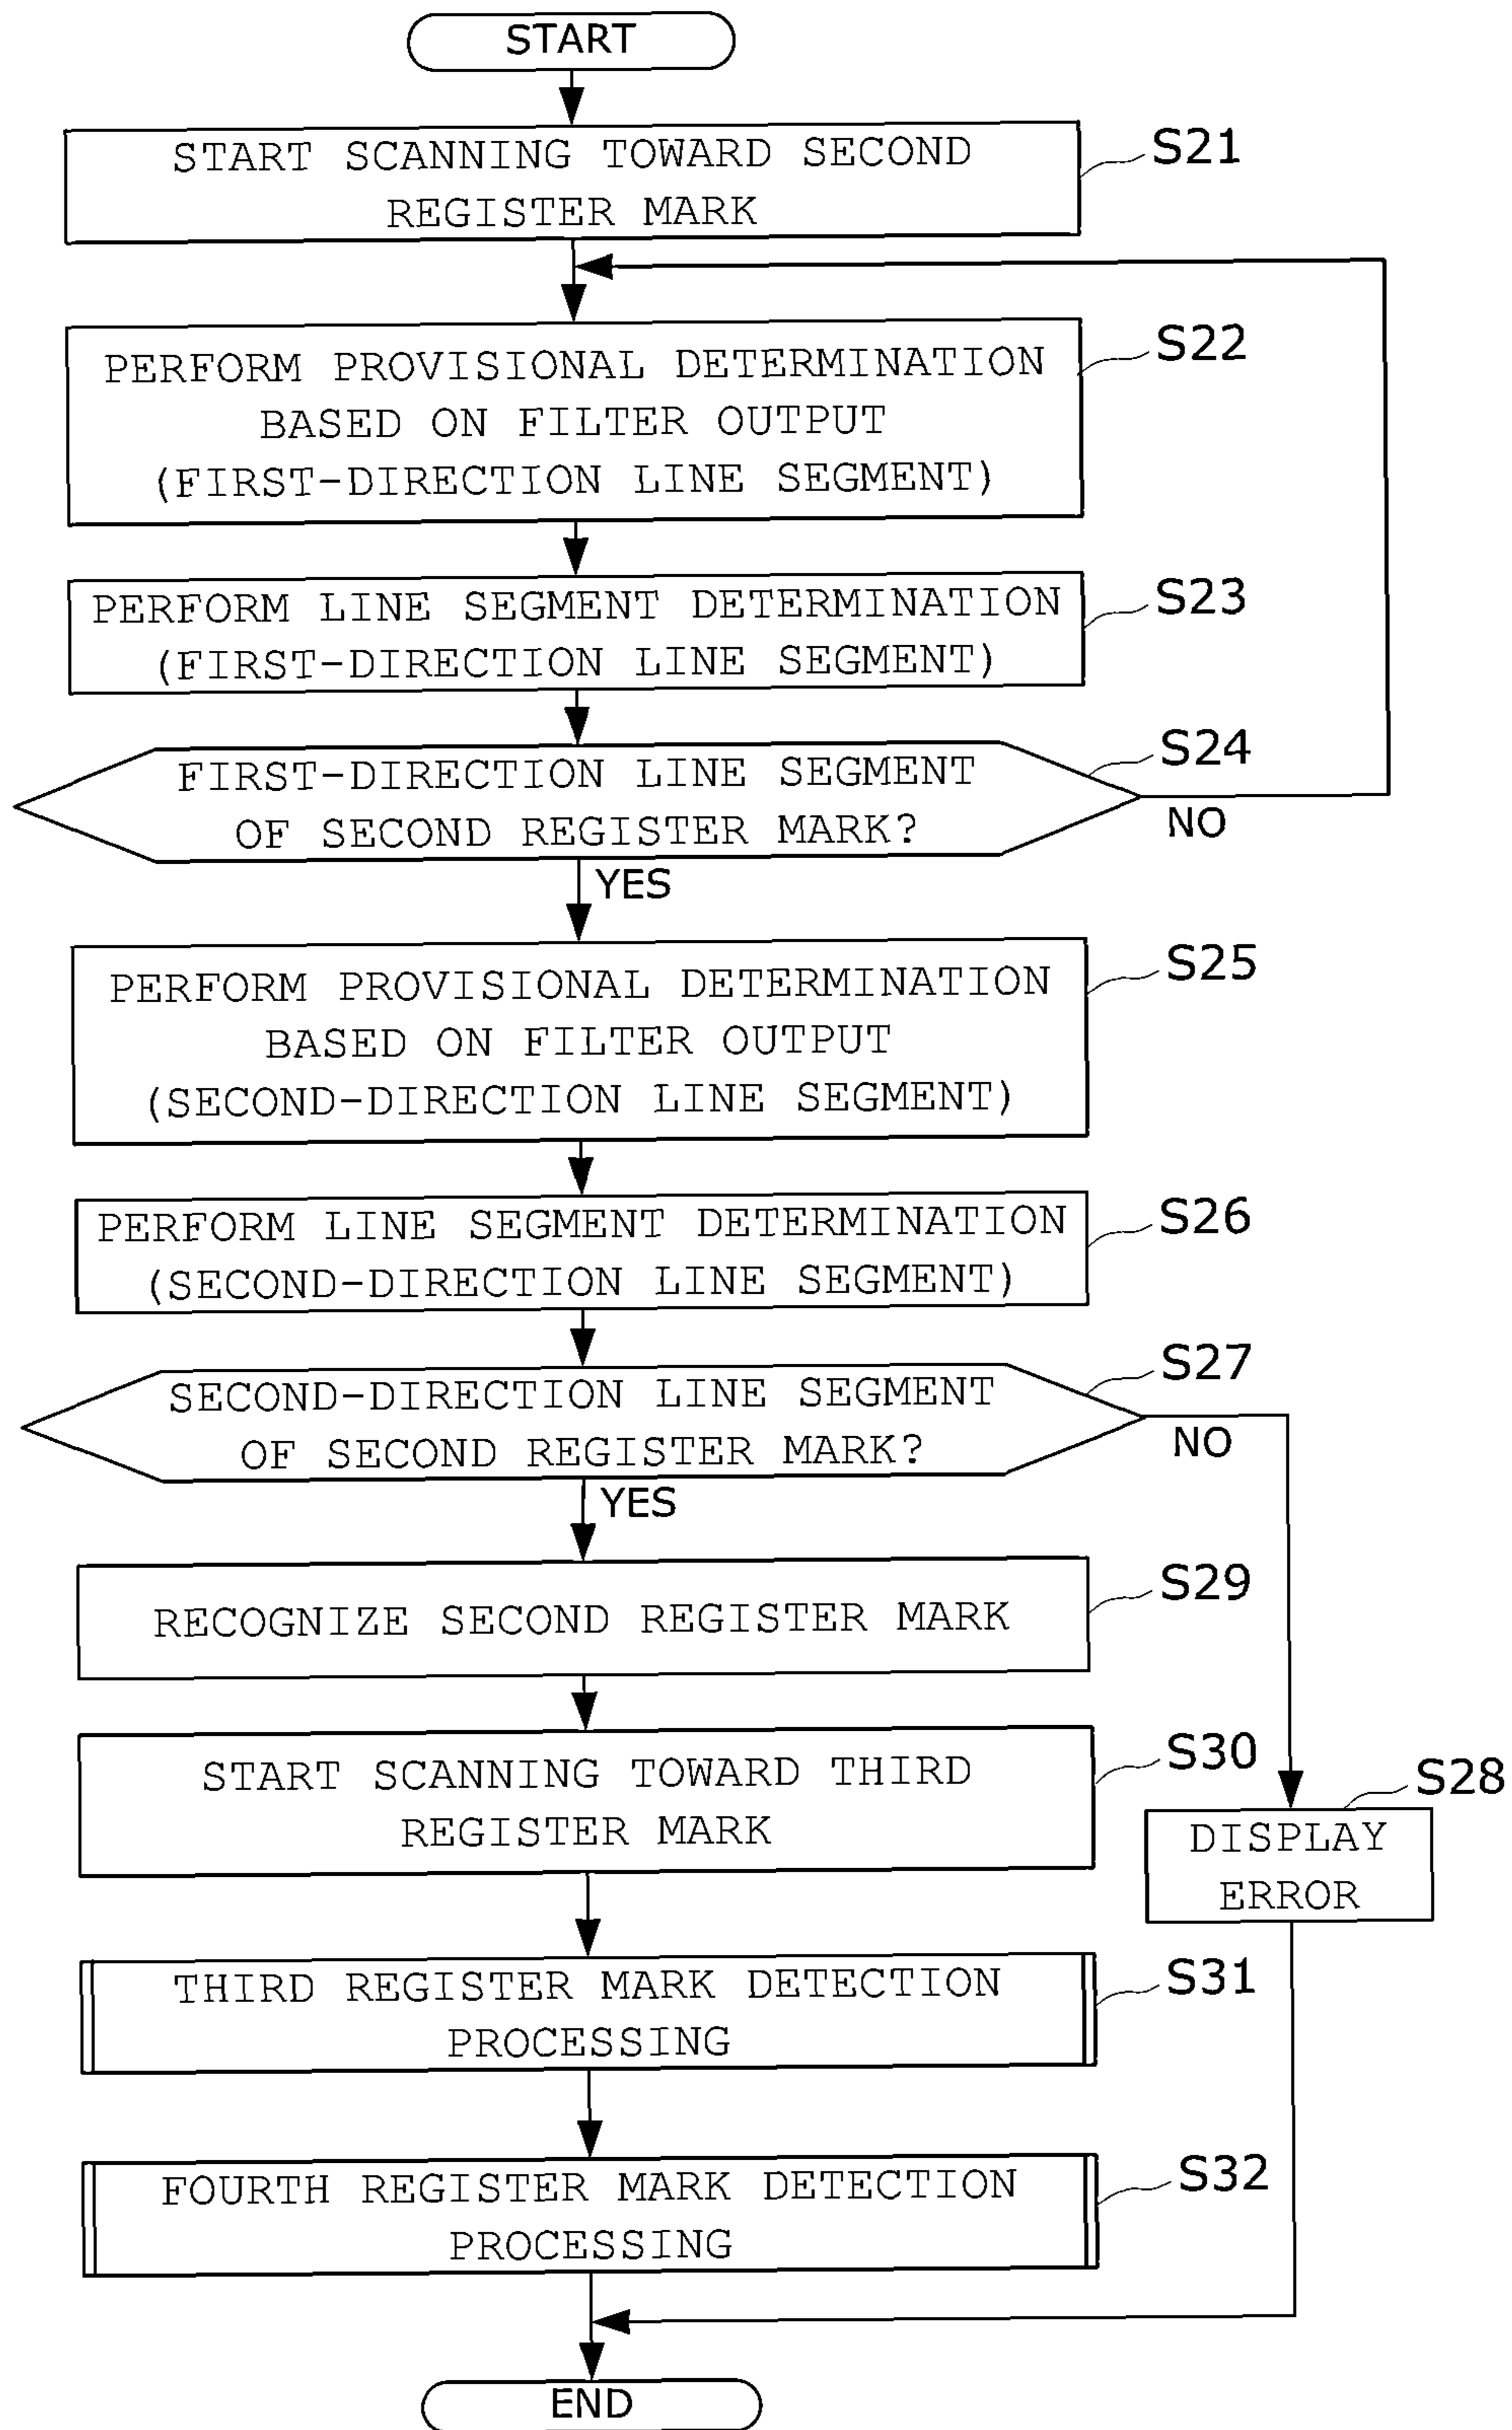 START
START SCANNING TOWARD SECOND
REGISTER MARK
S21
PERFORM PROVISIONAL DETERMINATION
BASED ON FILTER OUTPUT
(FIRST-DIRECTION LINE SEGMENT)
S22
PERFORM LINE SEGMENT DETERMINATION
(FIRST-DIRECTION LINE SEGMENT)
S23
FIRST-DIRECTION LINE SEGMENT
OF SECOND REGISTER MARK?
S24
NO
YES
PERFORM PROVISIONAL DETERMINATION
BASED ON FILTER OUTPUT
(SECOND-DIRECTION LINE SEGMENT)
S25
PERFORM LINE SEGMENT DETERMINATION
(SECOND-DIRECTION LINE SEGMENT)
S26
SECOND-DIRECTION LINE SEGMENT
OF SECOND REGISTER MARK?
S27
NO
YES
RECOGNIZE SECOND REGISTER MARK
S29
START SCANNING TOWARD THIRD
REGISTER MARK
S30
S28
DISPLAY
ERROR
THIRD REGISTER MARK DETECTION
PROCESSING
S31
FOURTH REGISTER MARK DETECTION
PROCESSING
S32
END